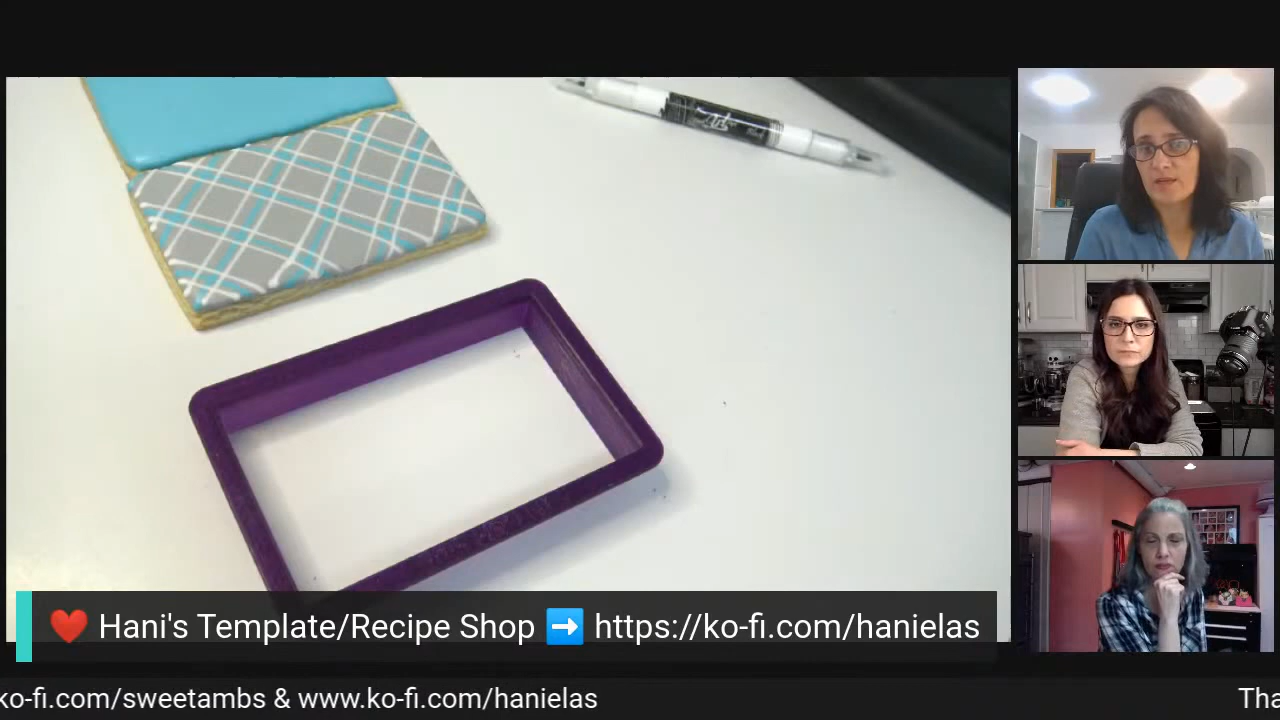 ❤️ Hani's Template/Recipe Shop ➡️ https://ko-fi.com/hanielas
ko-fi.com/sweetambs & www.ko-fi.com/hanielas
Tha